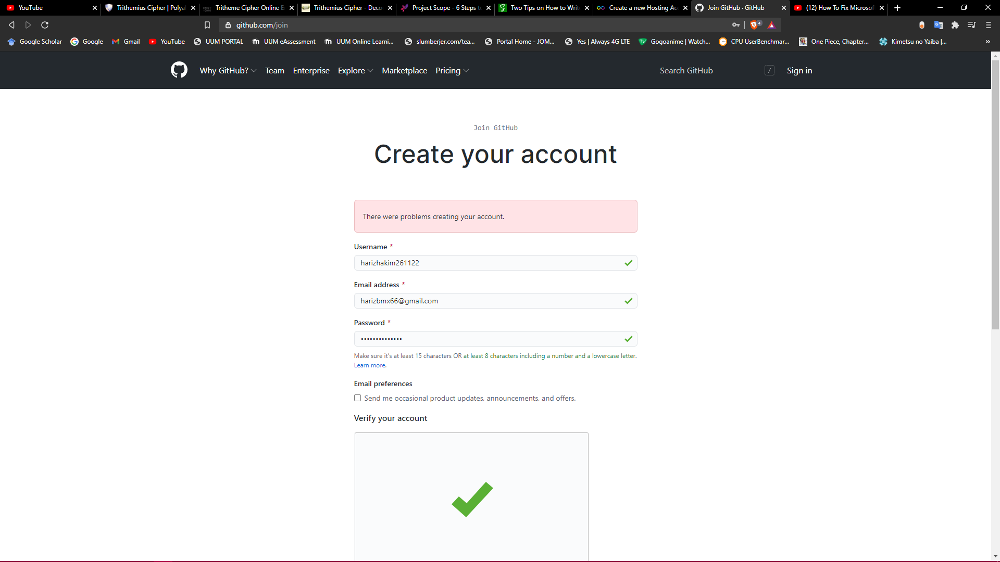 YouTube
Trithemius Cipher | Polyal
Tritheme Cipher Online E
Trithemius Cipher - Deco
Project Scope - 6 Steps to
Two Tips on How to Writ
Create a new Hosting Acc
Join GitHub · GitHub
(12) How To Fix Microsof
github.com/join
4
Google Scholar
Google
Gmail
YouTube
UUM PORTAL
UUM eAssessment
UUM Online Learni...
slumberjer.com/tea...
Portal Home - JOM...
Yes | Always 4G LTE
Gogoanime | Watch...
CPU UserBenchmar...
One Piece, Chapter...
Kimetsu no Yaiba |...
»
Why GitHub?
Team
Enterprise
Explore
Marketplace
Pricing
Search GitHub
/
Sign in
Join GitHub
Create your account
There were problems creating your account.
Username *
harizhakim261122
Email address *
harizbmx66@gmail.com
Password *
••••••••••••••
Make sure it's at least 15 characters OR at least 8 characters including a number and a lowercase letter.
Learn more.
Email preferences
Send me occasional product updates, announcements, and offers.
Verify your account